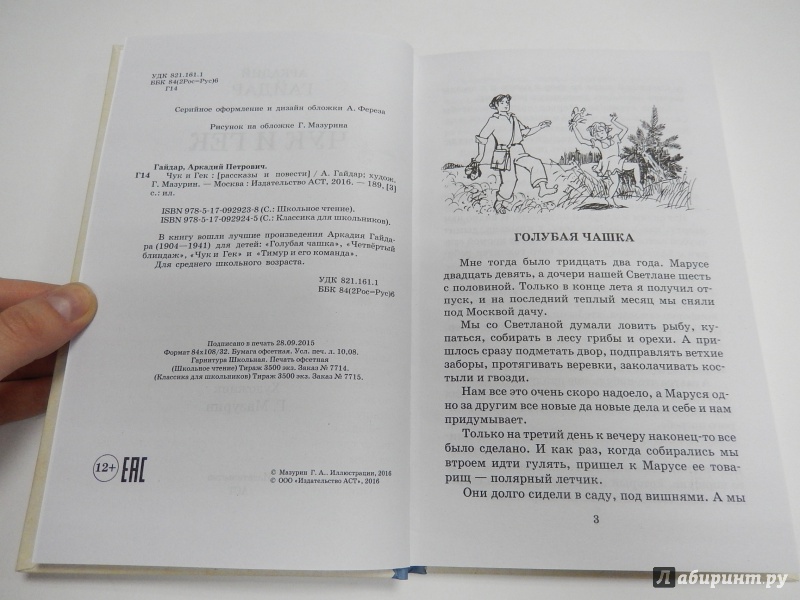 УДК 821.161.1
ББК 84(2Рос=Рус)6
Г14
Серийное оформление и дизайн обложки А. Фереза
Рисунок на обложке Г. Мазурина
Гайдар, Аркадий Петрович.
Г14 Чук и Гек : [рассказы и повести] / А. Гайдар; худож.
Г. Мазурин. — Москва : Издательство АСТ, 2016. — 189, [3]
с.: ил.
ISBN 978-5-17-092923-8 (С.: Школьное чтение).
ISBN 978-5-17-092924-5 (С.: Классика для школьников).
В книгу вошли лучшие произведения Аркадия Гайда-
ра (1904—1941) для детей: «Голубая чашка», «Четвёртый
блиндаж», «Чук и Гек» и «Тимур и его команда».
Для среднего школьного возраста.
УДК 821.161.1
ББК 84(2Рос=Рус)6
Подписано в печать 28.09.2015
Формат 84х108/32. Бумага офсетная. Усл. печ. л. 10,08.
Гарнитура Школьная. Печать офсетная
(Школьное чтение) Тираж 3500 экз. Заказ № 7714.
(Классика для школьников) Тираж 3500 экз. Заказ № 7715.
12+ ЕАС
© Мазурин Г. А., Иллюстрации, 2016
© ООО «Издательство АСТ», 2016
ГОЛУБАЯ ЧАШКА
Мне тогда было тридцать два года. Марусе
двадцать девять, а дочери нашей Светлане шесть
с половиной. Только в конце лета я получил от-
пуск, и на последний теплый месяц мы сняли
под Москвой дачу.
Мы со Светланой думали ловить рыбу, ку-
паться, собирать в лесу грибы и орехи. А при-
шлось сразу подметать двор, подправлять ветхие
заборы, протягивать веревки, заколачивать кос-
тыли и гвозди.
Нам все это очень скоро надоело, а Маруся од-
но за другим все новые да новые дела и себе и нам
придумывает.
Только на третий день к вечеру наконец-то все
было сделано. И как раз, когда собирались мы
втроем идти гулять, пришел к Марусе ее това-
рищ — полярный летчик.
Они долго сидели в саду, под вишнями. А мы
3
Лабиринт.ру